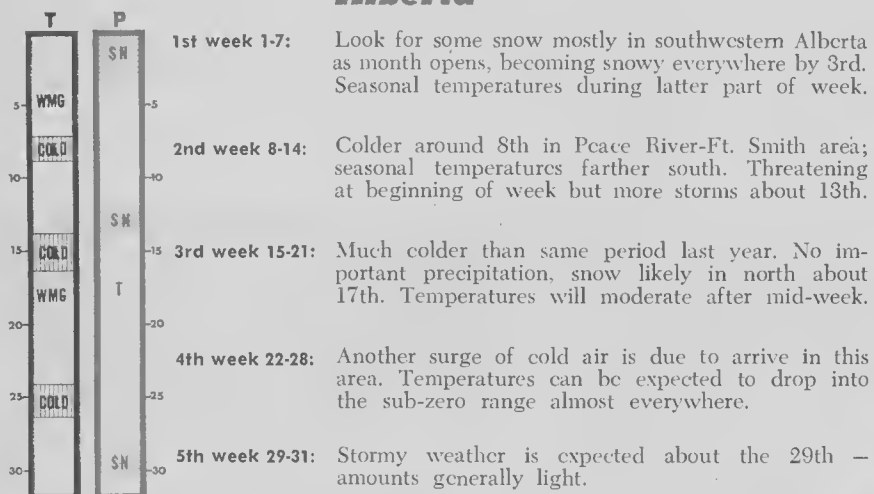 Alberta
T P
SN
WMG
5- -5
COLD
10- -10
SN
15- COLD -15
WMG T
20- -20
25- COLD -25
30- SN -30
1st week 1-7: Look for some snow mostly in southwestern Alberta
as month opens, becoming snowy everywhere by 3rd.
Seasonal temperatures during latter part of week.
2nd week 8-14: Colder around 8th in Peace River-Ft. Smith area;
seasonal temperatures farther south. Threatening
at beginning of week but more storms about 13th.
3rd week 15-21: Much colder than same period last year. No im-
portant precipitation, snow likely in north about
17th. Temperatures will moderate after mid-week.
4th week 22-28: Another surge of cold air is due to arrive in this
area. Temperatures can be expected to drop into
the sub-zero range almost everywhere.
5th week 29-31: Stormy weather is expected about the 29th —
amounts generally light.